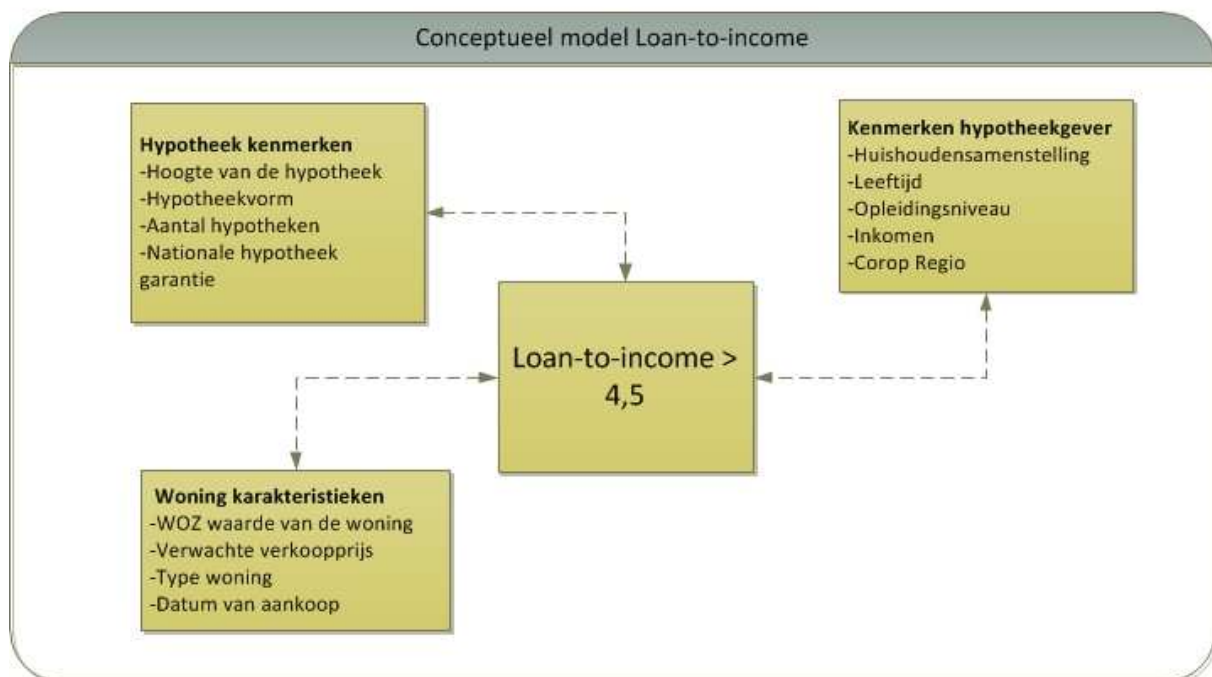 Conceptueel model Loan-to-income
Hypotheek kenmerken
-Hoogte van de hypotheek
-Hypotheekvorm
-Aantal hypotheken
-Nationale hypotheek
garantie
Kenmerken hypotheekgever
-Huishoudensamenstelling
-Leeftijd
-Opleidingsniveau
-Inkomen
-Corop Regio
Loan-to-income >
4,5
Woning karakteristieken
-WOZ waarde van de woning
-Verwachte verkoopprijs
-Type woning
-Datum van aankoop